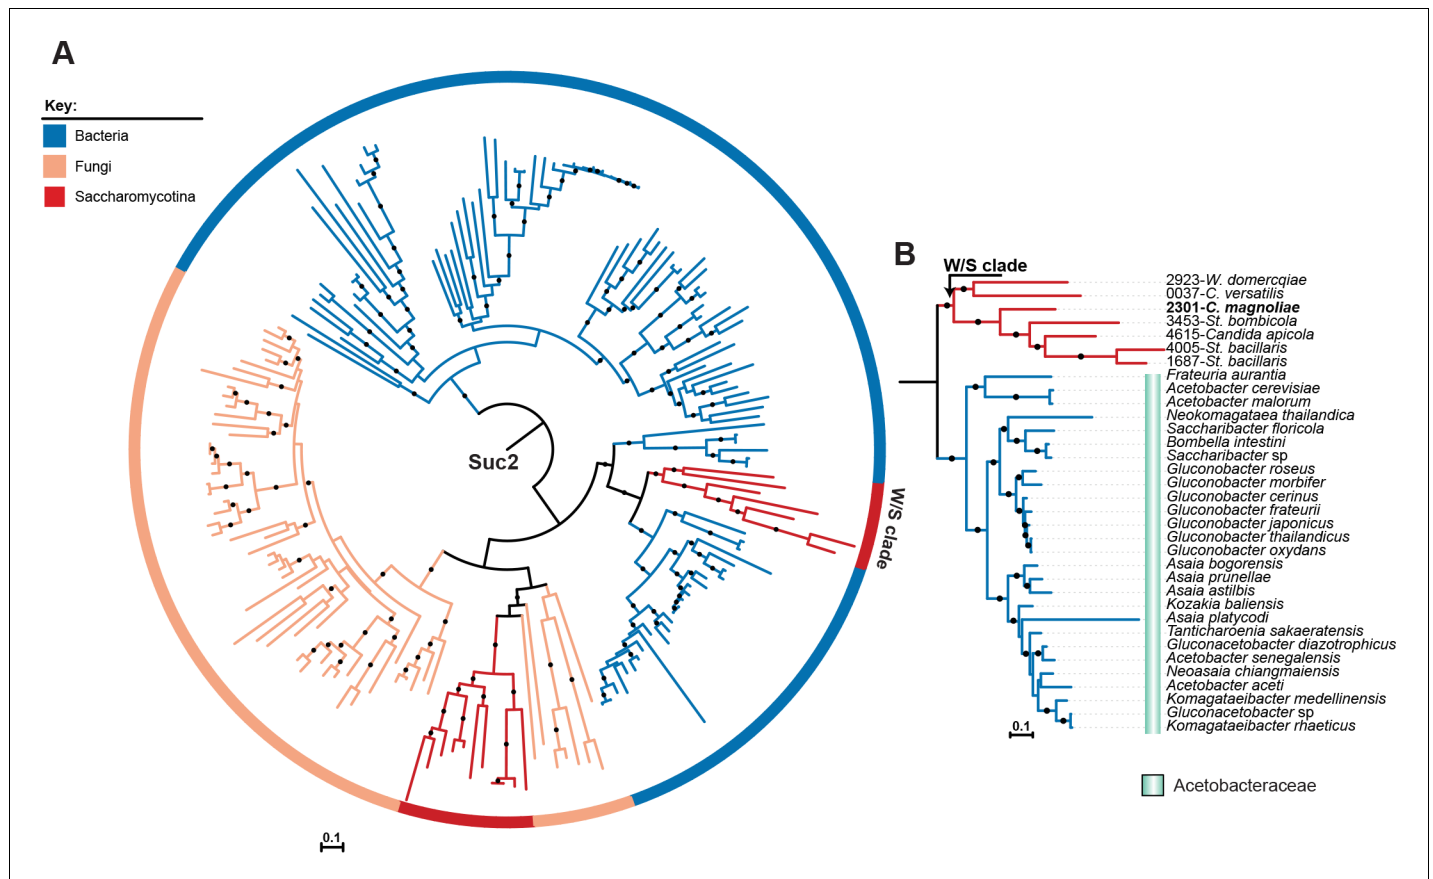 A
Key:
Bacteria
Fungi
Saccharomycotina
Suc2
W/S clade
0.1
B
W/S clade
2923-W. domercqiae
0037-C. versatilis
2301-C. magnoliae
3453-St. bombicola
4615-Candida apicola
4005-St. bacillaris
1687-St. bacillaris
Frateuria aurantia
Acetobacter cerevisiae
Acetobacter malorum
Neokomagataea thailandica
Saccharibacter floricola
Bombella intestini
Saccharibacter sp
Gluconobacter roseus
Gluconobacter morbifer
Gluconobacter cerinus
Gluconobacter frateurii
Gluconobacter japonicus
Gluconobacter thailandicus
Gluconobacter oxydans
Asaia bogorensis
Asaia prunellae
Asaia astilbis
Kozakia baliensis
Asaia platycodi
Tanticharoenia sakaeratensis
Gluconacetobacter diazotrophicus
Acetobacter senegalensis
Neoasaia chiangmaiensis
Acetobacter aceti
Komagataeibacter medellinensis
Gluconacetobacter sp
Komagataeibacter rhaeticus
0.1
Acetobacteraceae